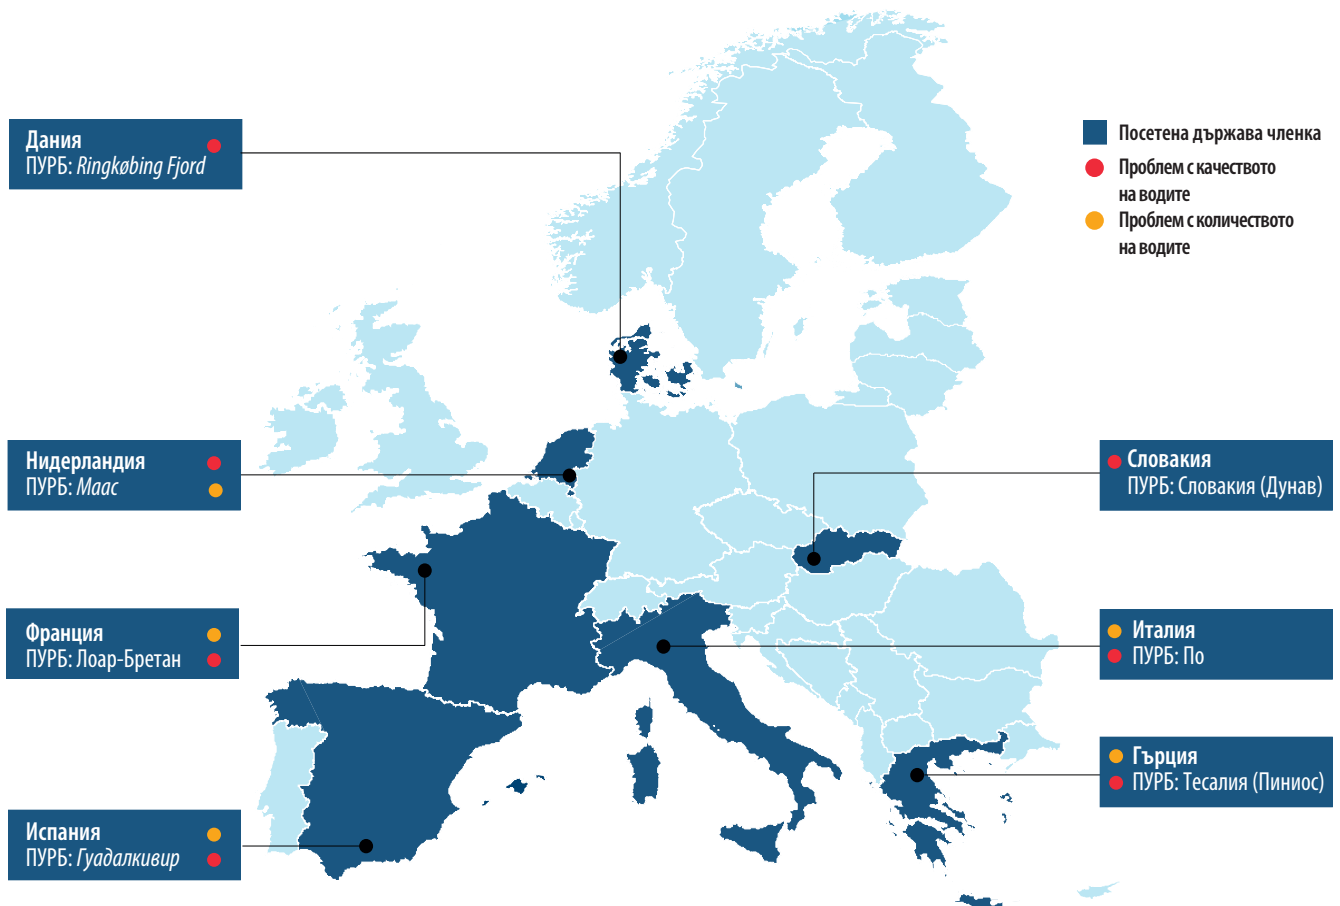 Дания
ПУРБ: Ringkøbing Fjord
Посетена държава членка
Проблем с качеството
на водите
Проблем с количеството
на водите
Нидерландия
ПУРБ: Маас
Словакия
ПУРБ: Словакия (Дунав)
Франция
ПУРБ: Лоар-Бретан
Италия
ПУРБ: По
Гърция
ПУРБ: Тесалия (Пиниос)
Испания
ПУРБ: Гуадалкивир